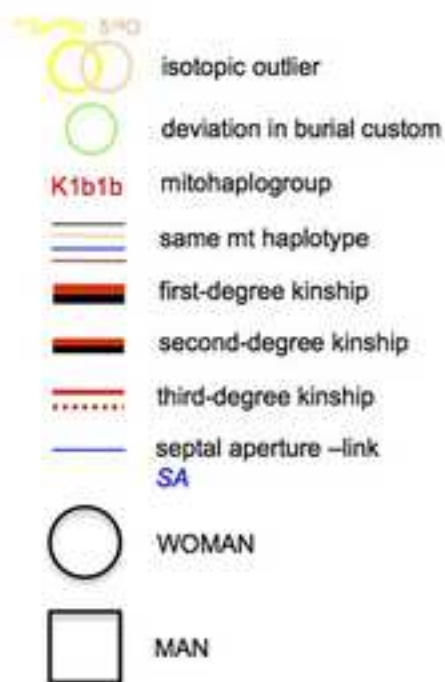 isotopic outlier
deviation in burial custom
K1b1b mitohaplogroup
same mt haplotype
first-degree kinship
second-degree kinship
third-degree kinship
septal aperture –link
SA
WOMAN
MAN